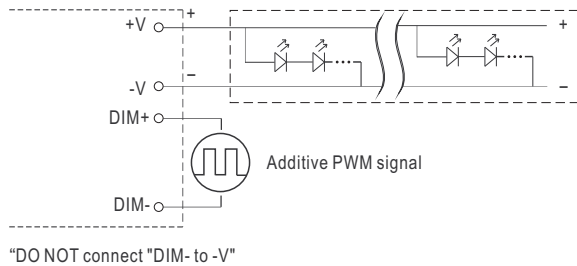 +V
+
+
-V
−
−
DIM+
Additive PWM signal
DIM-
“DO NOT connect "DIM- to -V"